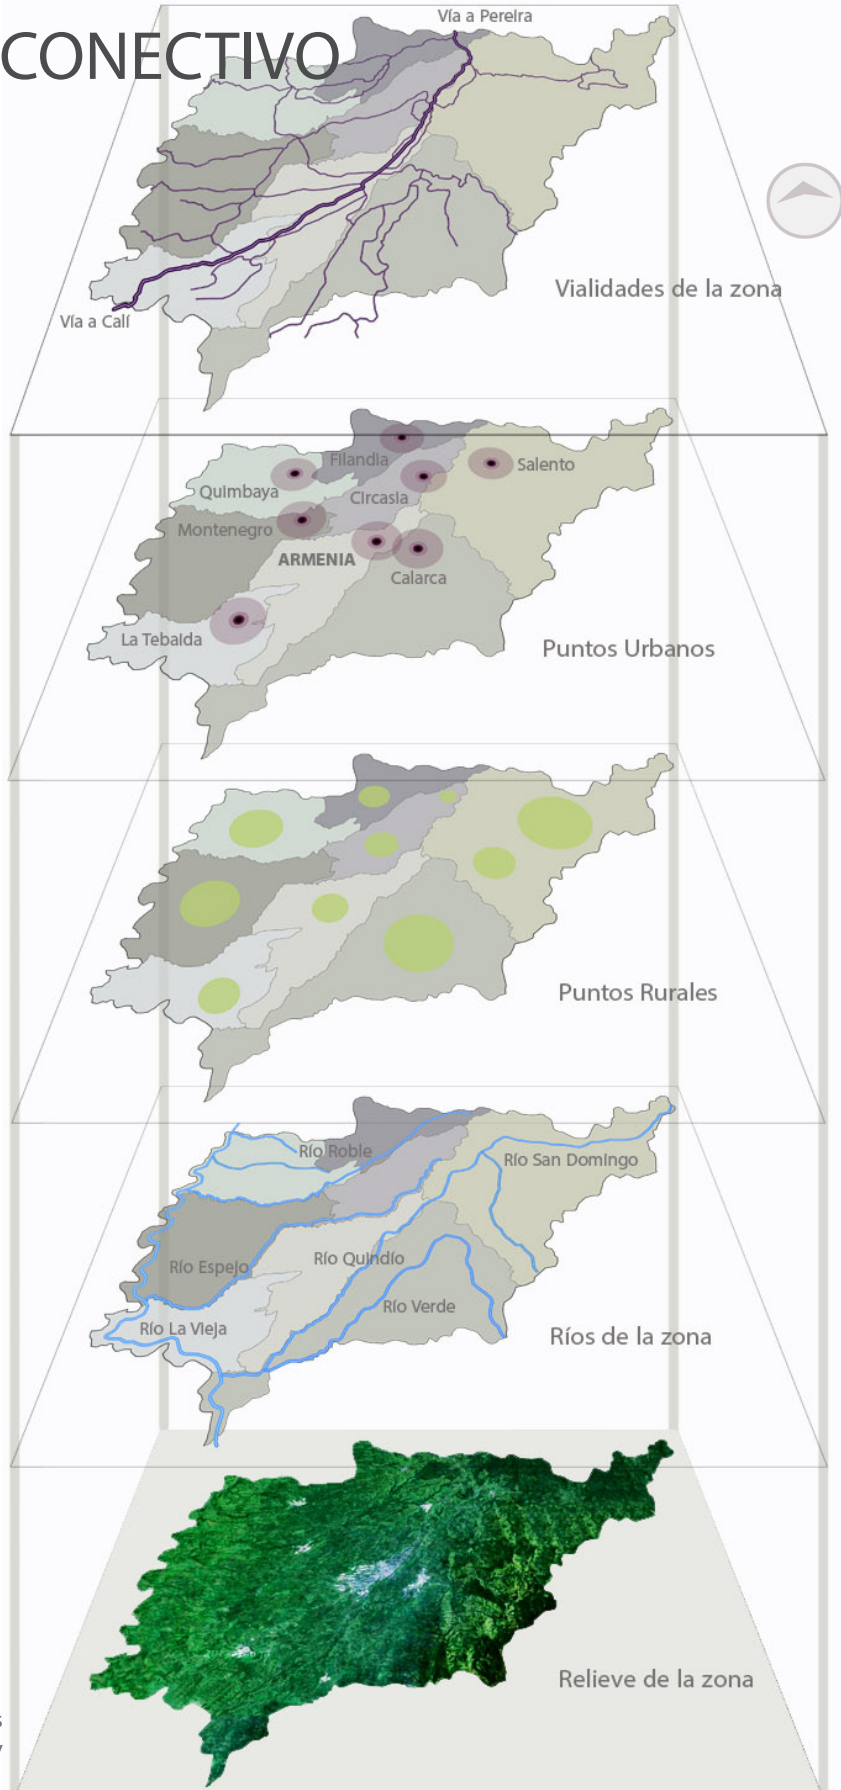 Vía a Pereira
CONECTIVO
Vialidades de la zona
Vía a Calí
Filandia
Salento
Quimbaya
Circasia
Montenegro
ARMENIA
Calarca
La Tebaida
Puntos Urbanos
Puntos Rurales
Río Roble
Río San Domingo
Río Quindío
Río Espejo
Río Verde
Río La Vieja
Ríos de la zona
Relieve de la zona
s
y